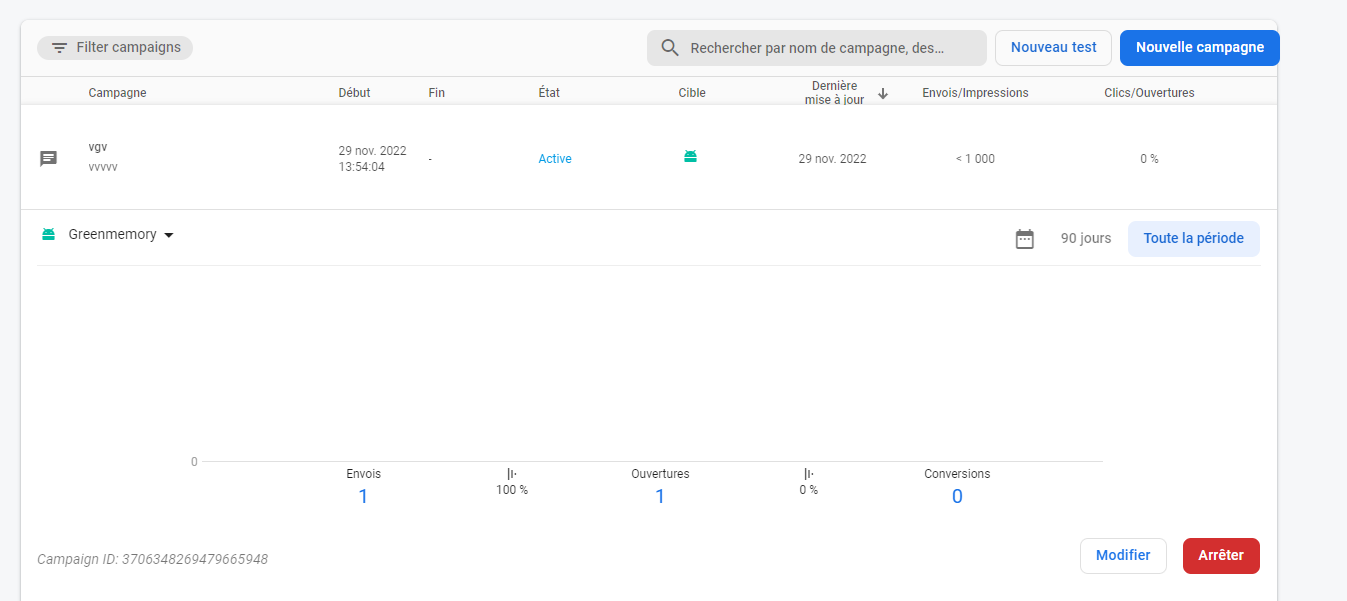 Filter campaigns
Rechercher par nom de campagne, des…
Nouveau test
Nouvelle campagne
Campagne
Début
Fin
État
Cible
Dernière
mise à jour
Envois/Impressions
Clics/Ouvertures
vgv
vvvvv
29 nov. 2022
13:54:04
-
Active
29 nov. 2022
< 1 000
0 %
Greenmemory
90 jours
Toute la période
0
Envois
1
100 %
Ouvertures
1
0 %
Conversions
0
Campaign ID: 3706348269479665948
Modifier
Arrêter